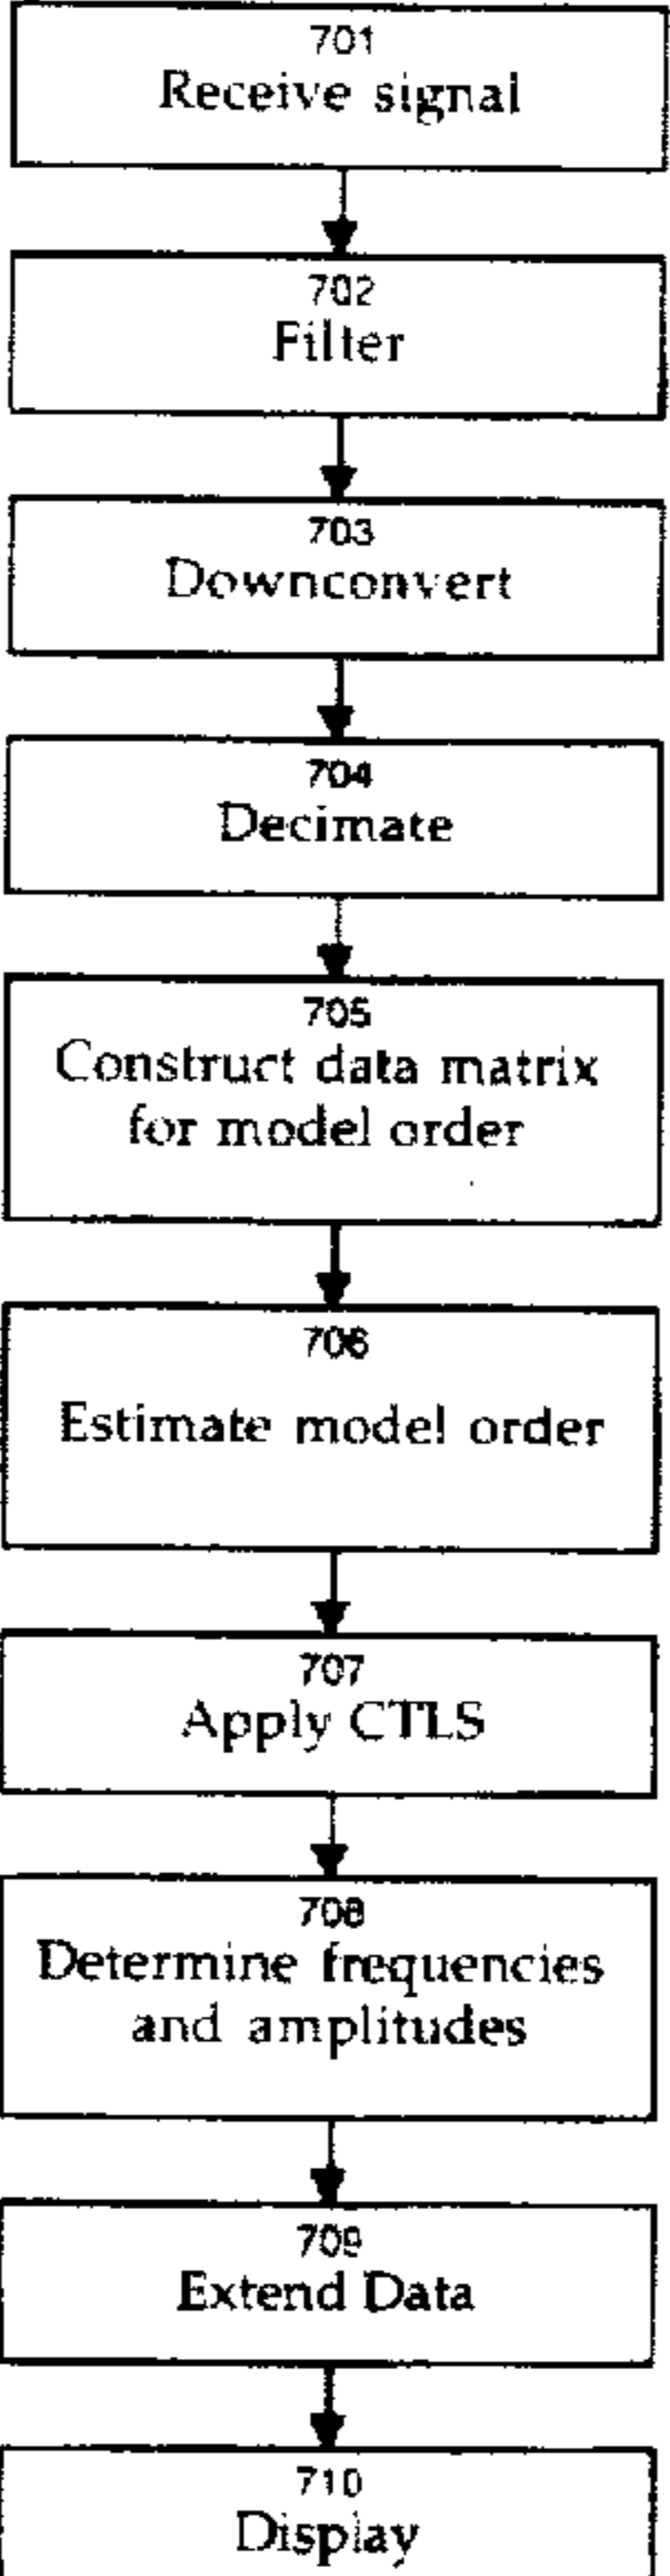 701
Receive signal
702
Filter
703
Downconvert
704
Decimate
705
Construct data matrix
for model order
706
Estimate model order
707
Apply CTLS
708
Determine frequencies
and amplitudes
709
Extend Data
710
Display